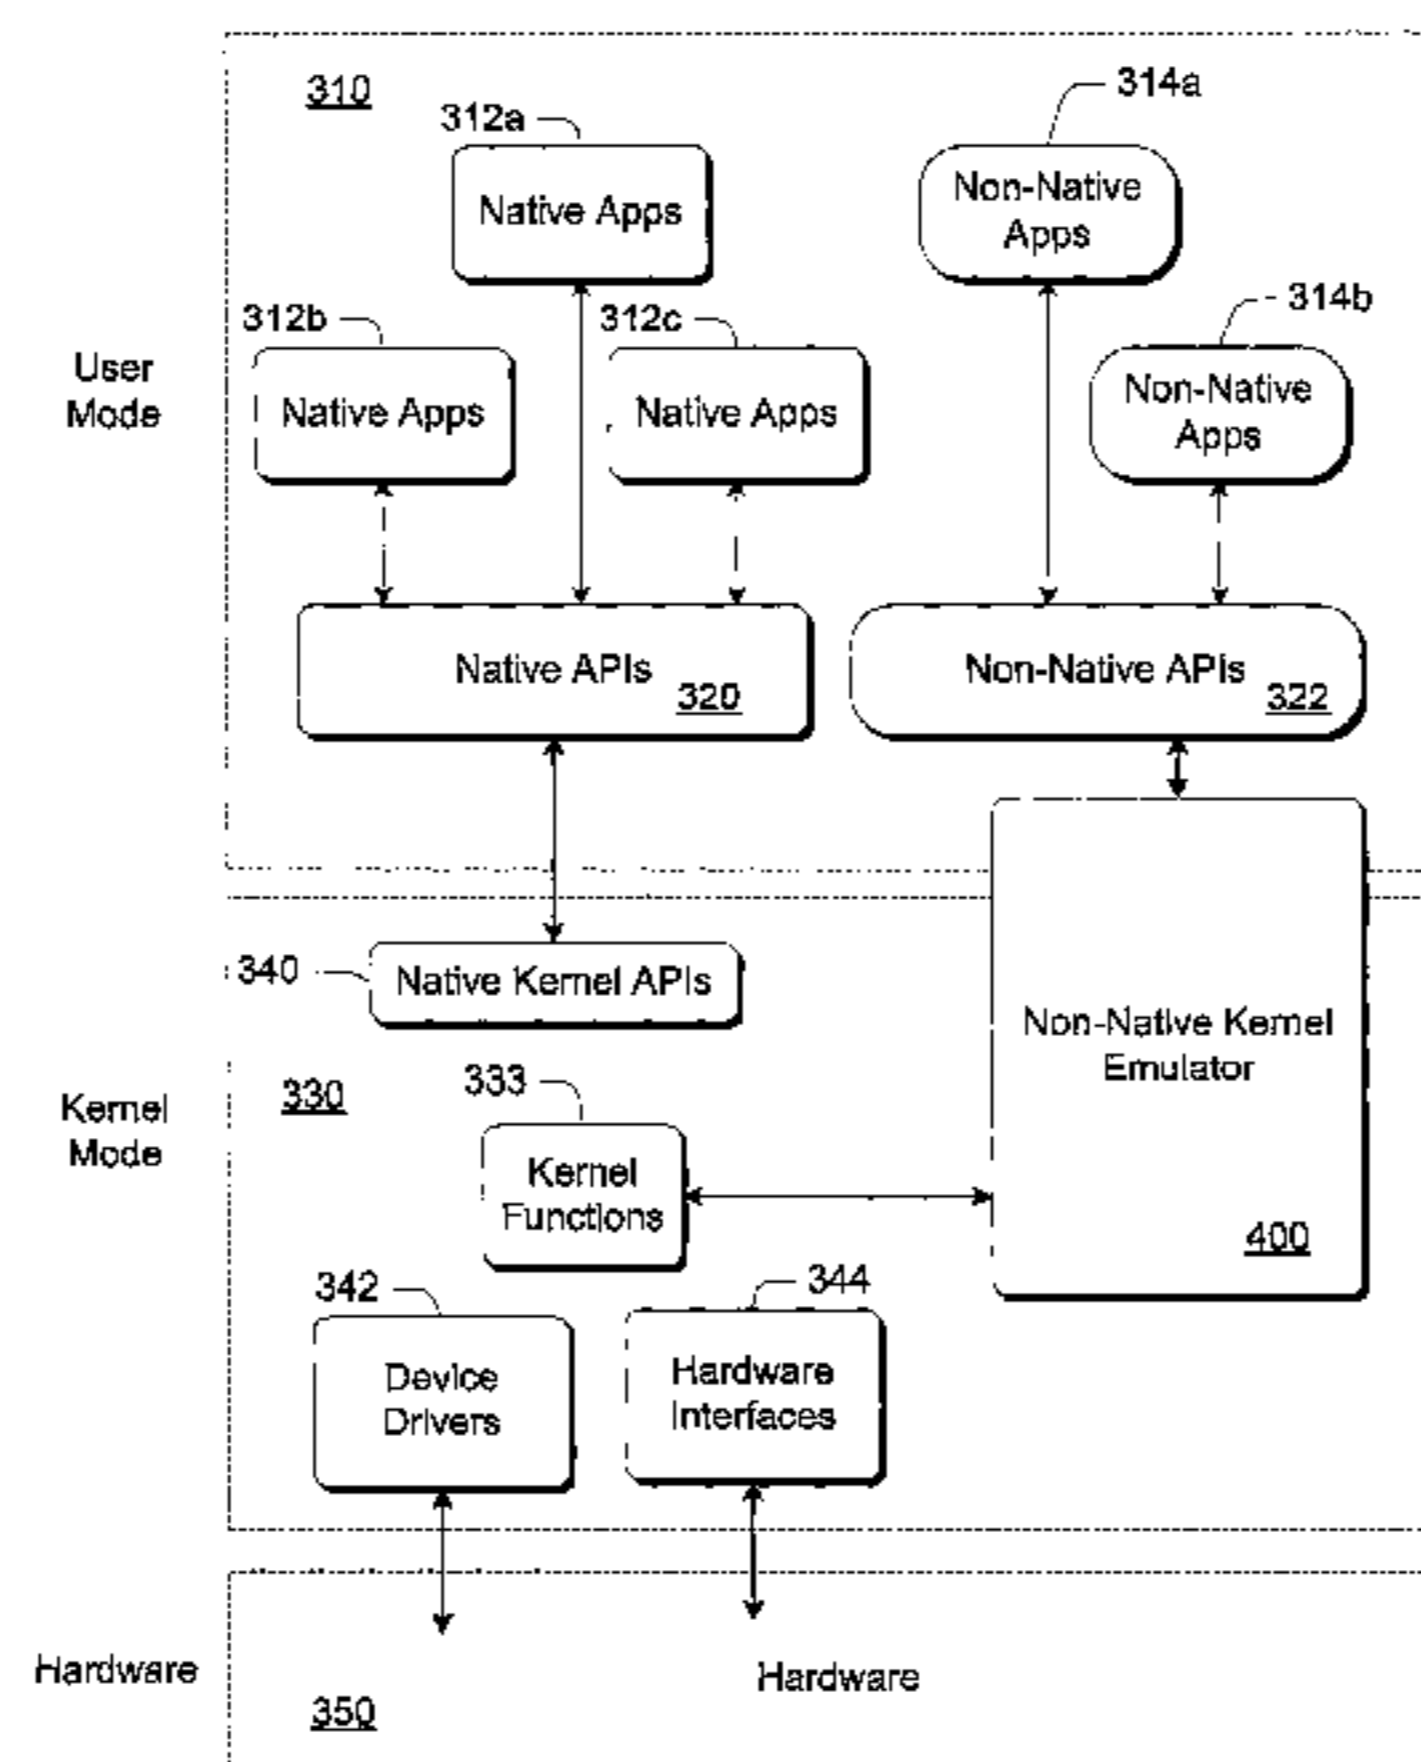 310
312a
314a
Native Apps
Non-Native
Apps
312b
312c
314b
User
Mode
Native Apps
Native Apps
Non-Native
Apps
Native APIs
320
Non-Native APIs
322
340
Native Kernel APIs
Non-Native Kernel
Emulator
400
Kernel
Mode
330
333
Kernel
Functions
342
344
Device
Drivers
Hardware
Interfaces
Hardware
350
Hardware